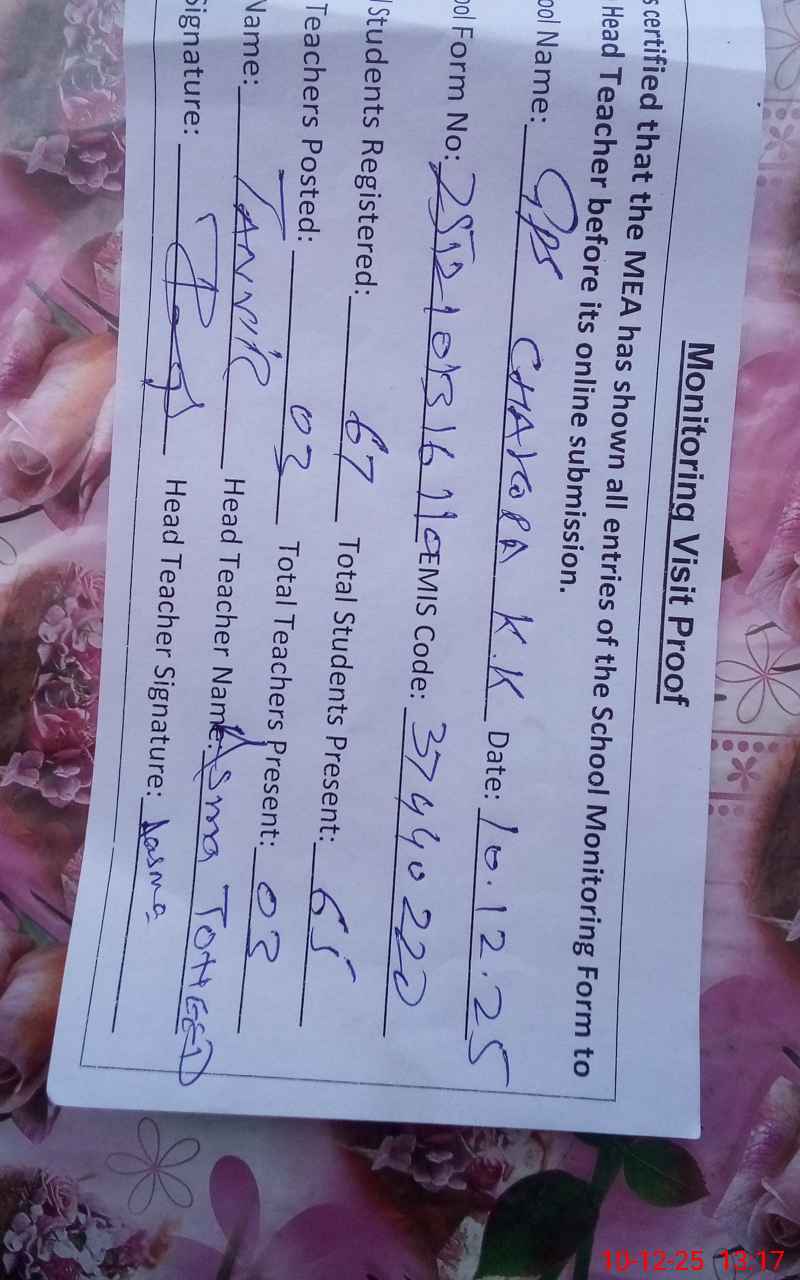 Monitoring Visit Proof
s certified that the MEA has shown all entries of the School Monitoring Form to
Head Teacher before its online submission.
ool Name: GPS CHAKORA K.K Date: 10.12.25
ool Form No: EMIS Code: 37440220
Students Registered: 67 Total Students Present: 65
Teachers Posted: 03 Total Teachers Present: 03
Name: TANVIR Head Teacher Name: Asma
Signature: Head Teacher Signature: Aasma
10-12-25 13:17